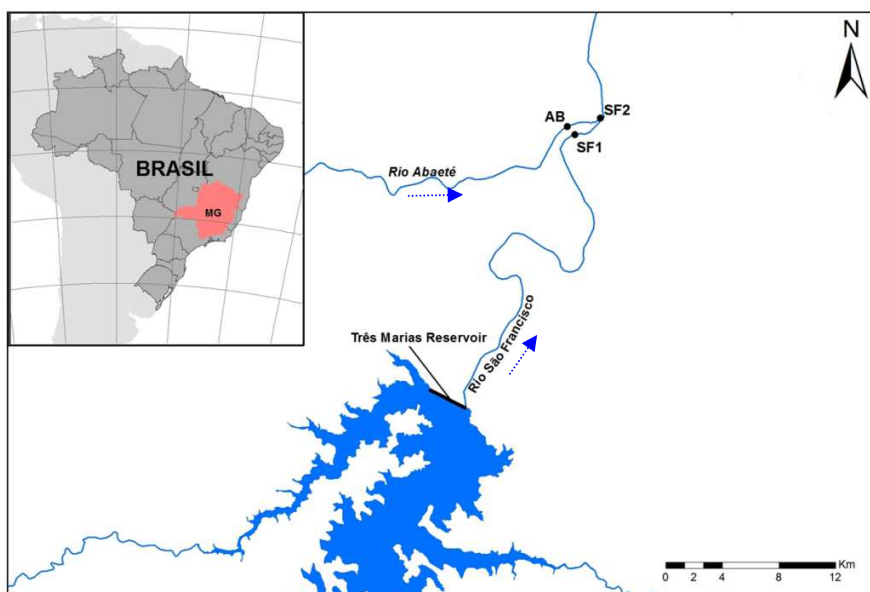 BRASIL
MG
N
AB
SF2
SF1
Rio Abaeté
Três Marias Reservoir
Rio São Francisco
Km
0 2 4 8 12